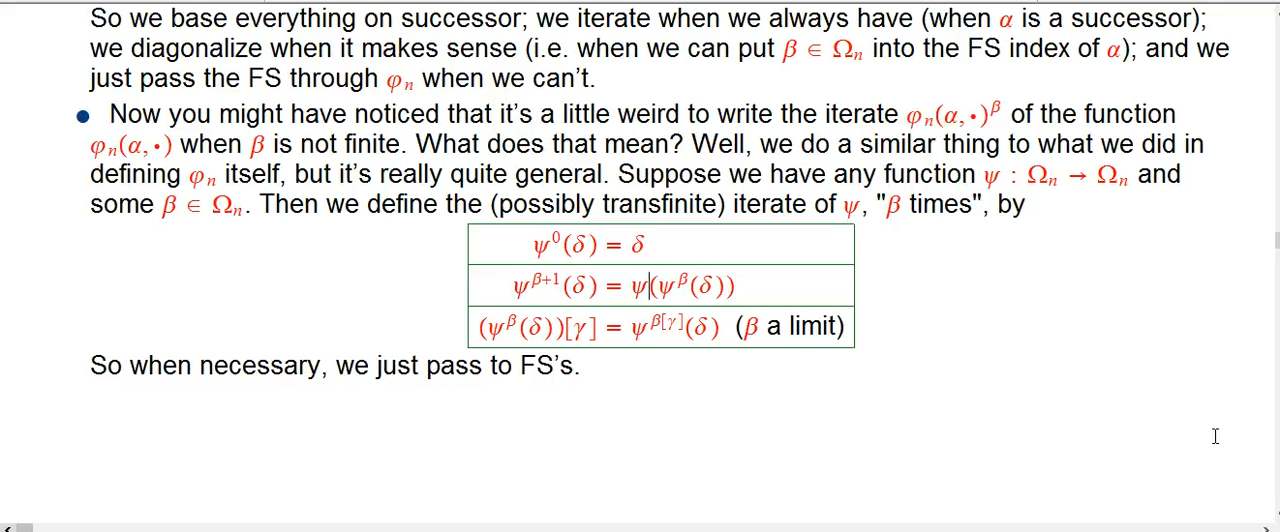 So we base everything on successor; we iterate when we always have (when α is a successor);
we diagonalize when it makes sense (i.e. when we can put β ∈ Ωₙ into the FS index of α); and we
just pass the FS through φₙ when we can't.
● Now you might have noticed that it's a little weird to write the iterate φₙ(α, •)^β of the function
φₙ(α, •) when β is not finite. What does that mean? Well, we do a similar thing to what we did in
defining φₙ itself, but it's really quite general. Suppose we have any function ψ : Ωₙ → Ωₙ and
some β ∈ Ωₙ. Then we define the (possibly transfinite) iterate of ψ, "β times", by
ψ⁰(δ) = δ
ψ^β+1(δ) = ψ(ψ^β(δ))
(ψ^β(δ))[γ] = ψ^β[γ](δ) (β a limit)
So when necessary, we just pass to FS's.